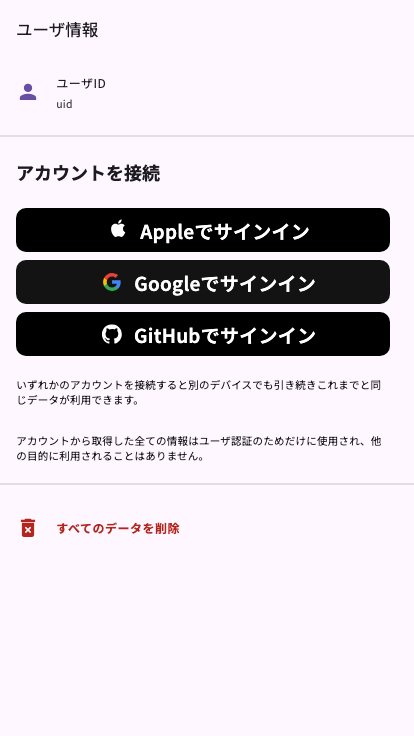 ユーザ情報
ユーザID
uid
アカウントを接続
Appleでサインイン
Googleでサインイン
GitHubでサインイン
いずれかのアカウントを接続すると別のデバイスでも引き続きこれまでと同
じデータが利用できます。
アカウントから取得した全ての情報はユーザ認証のためだけに使用され、他
の目的に利用されることはありません。
すべてのデータを削除